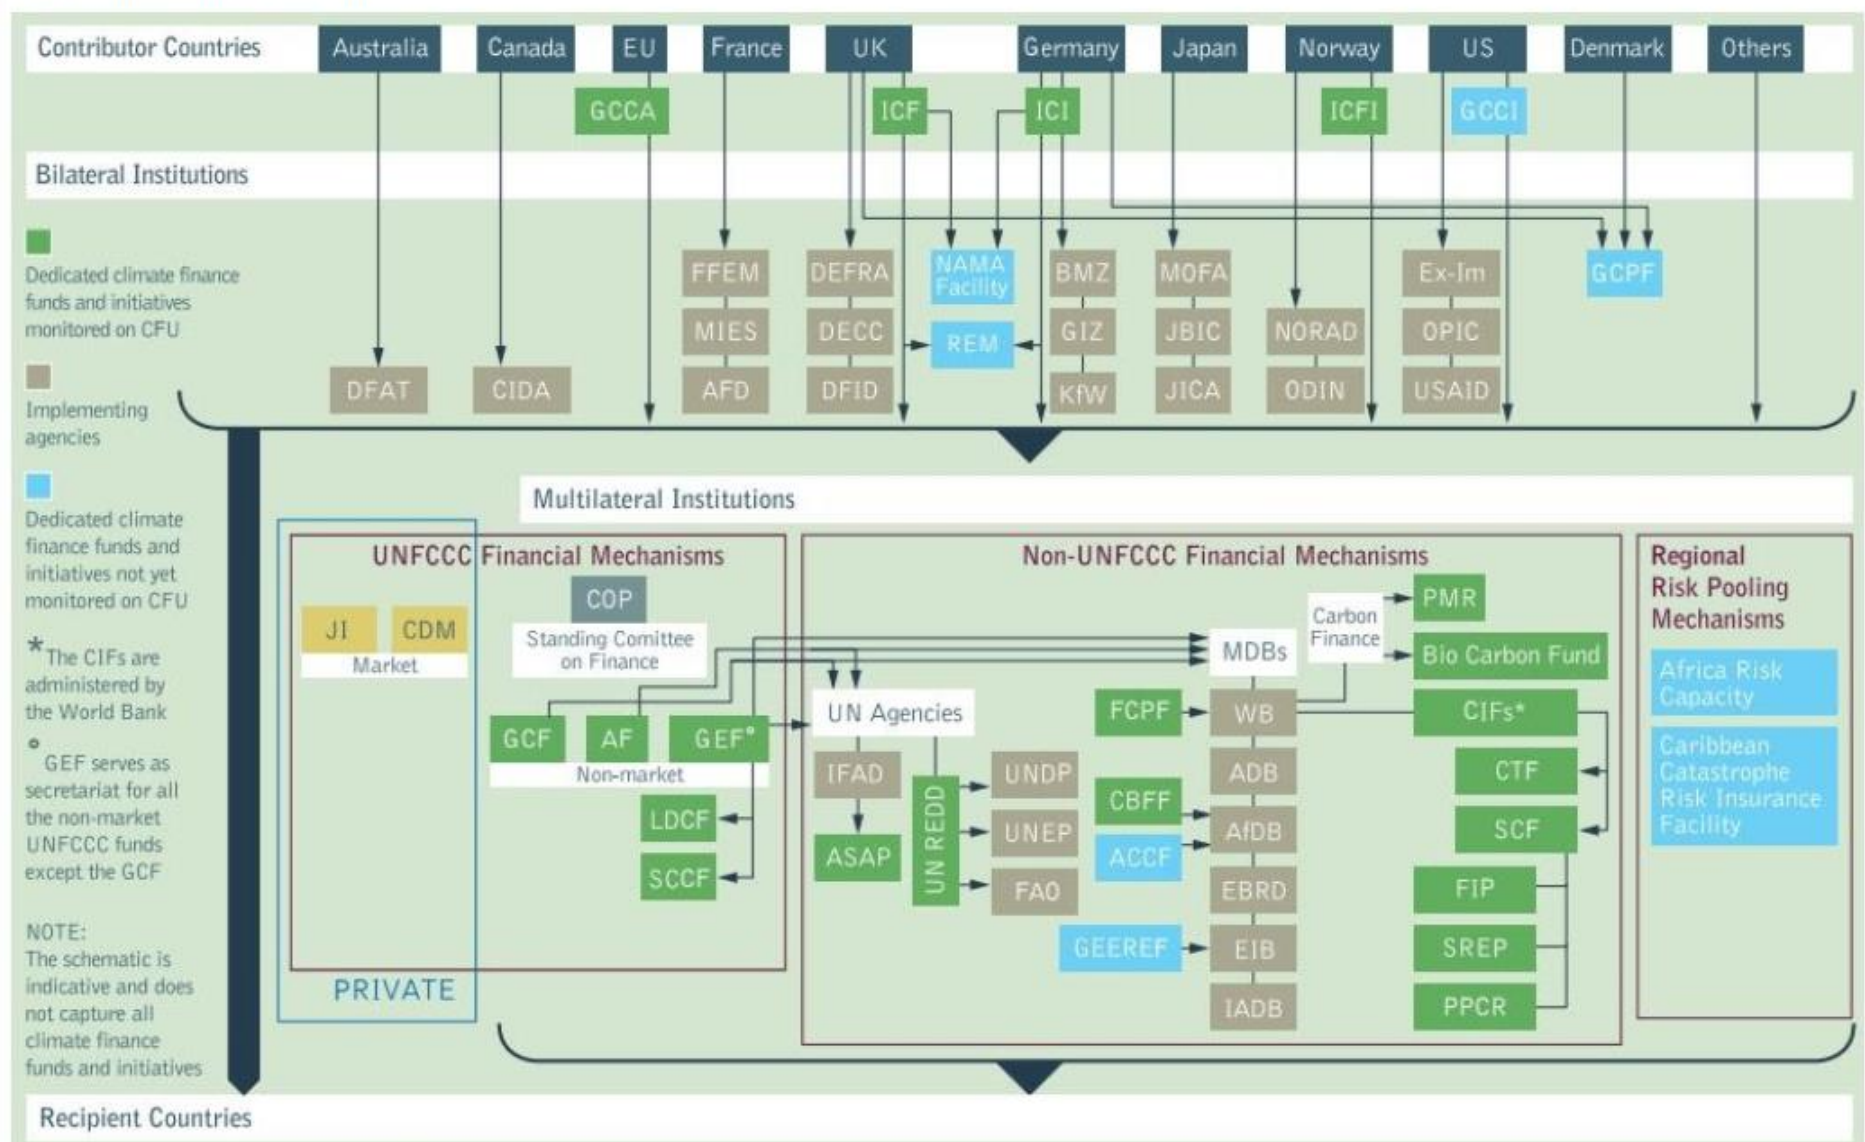 Contributor Countries
Australia
Canada
EU
France
UK
Germany
Japan
Norway
US
Denmark
Others
GCCA
ICF
ICI
ICFI
GCCI
Bilateral Institutions
Dedicated climate finance
funds and initiatives
monitored on CFU
Implementing
agencies
Dedicated climate
finance funds and
initiatives not yet
monitored on CFU
*The CIFs are
administered by
the World Bank
°GEF serves as
secretariat for all
the non-market
UNFCCC funds
except the GCF
NOTE:
The schematic is
indicative and does
not capture all
climate finance
funds and initiatives
DFAT
CIDA
FFEM
MIES
AFD
DEFRA
DECC
DFID
NAMA
Facility
REM
BMZ
GIZ
KfW
MOFA
JBIC
JICA
NORAD
ODIN
Ex-Im
OPIC
USAID
GCPF
Multilateral Institutions
UNFCCC Financial Mechanisms
JI
CDM
Market
COP
Standing Comittee
on Finance
GCF
AF
GEF°
Non-market
LDCF
SCCF
PRIVATE
Non-UNFCCC Financial Mechanisms
UN Agencies
IFAD
ASAP
UN REDD
UNDP
UNEP
FAO
MDBs
FCPF
WB
ADB
CBFF
AfDB
ACCF
EBRD
GEEREF
EIB
IADB
Carbon
Finance
PMR
Bio Carbon Fund
CIFs*
CTF
SCF
FIP
SREP
PPCR
Regional
Risk Pooling
Mechanisms
Africa Risk
Capacity
Caribbean
Catastrophe
Risk Insurance
Facility
Recipient Countries